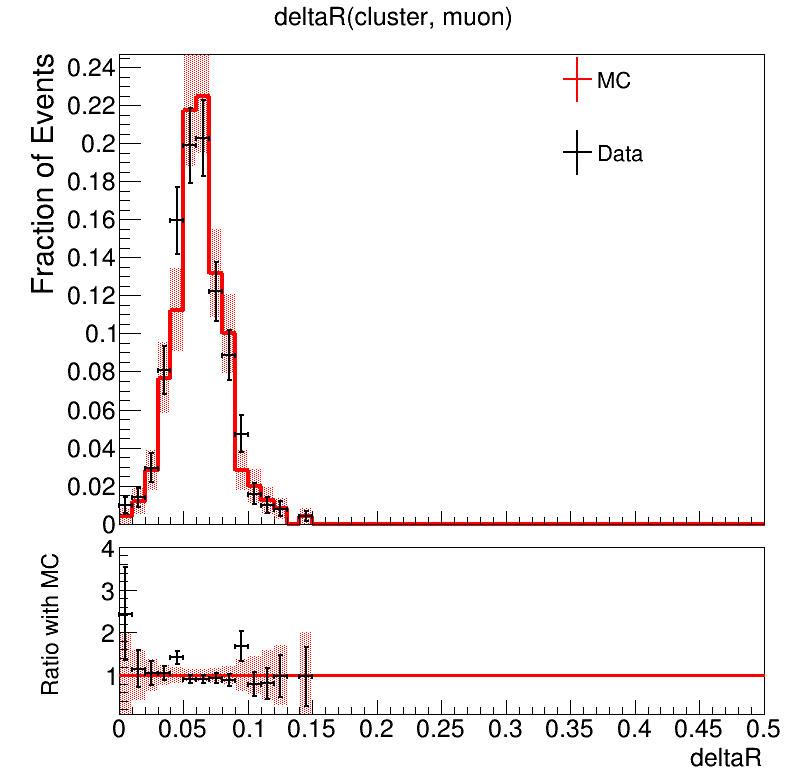 deltaR(cluster, muon)
Fraction of Events
0.24
0.22
0.2
0.18
0.16
0.14
0.12
0.1
0.08
0.06
0.04
0.02
0
MC
Data
Ratio with MC
4
3
2
1
0 0.05 0.1 0.15 0.2 0.25 0.3 0.35 0.4 0.45 0.5
deltaR